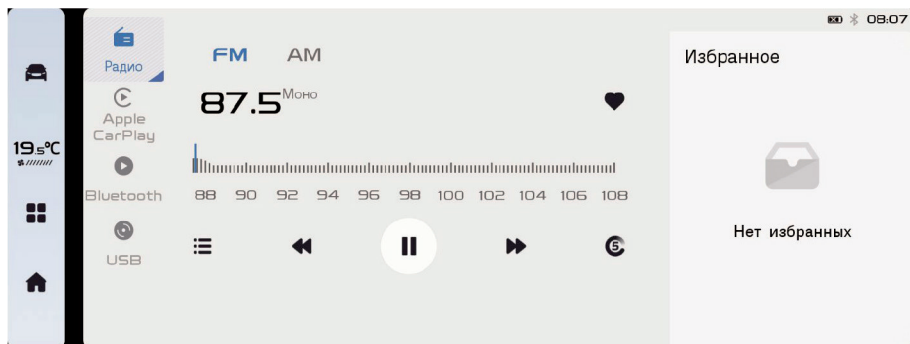 08:07
19.5°C
Радио
Apple
CarPlay
Bluetooth
USB
FM AM
87.5 Моно
88 90 92 94 96 98 100 102 104 106 108
5
Избранное
Нет избранных